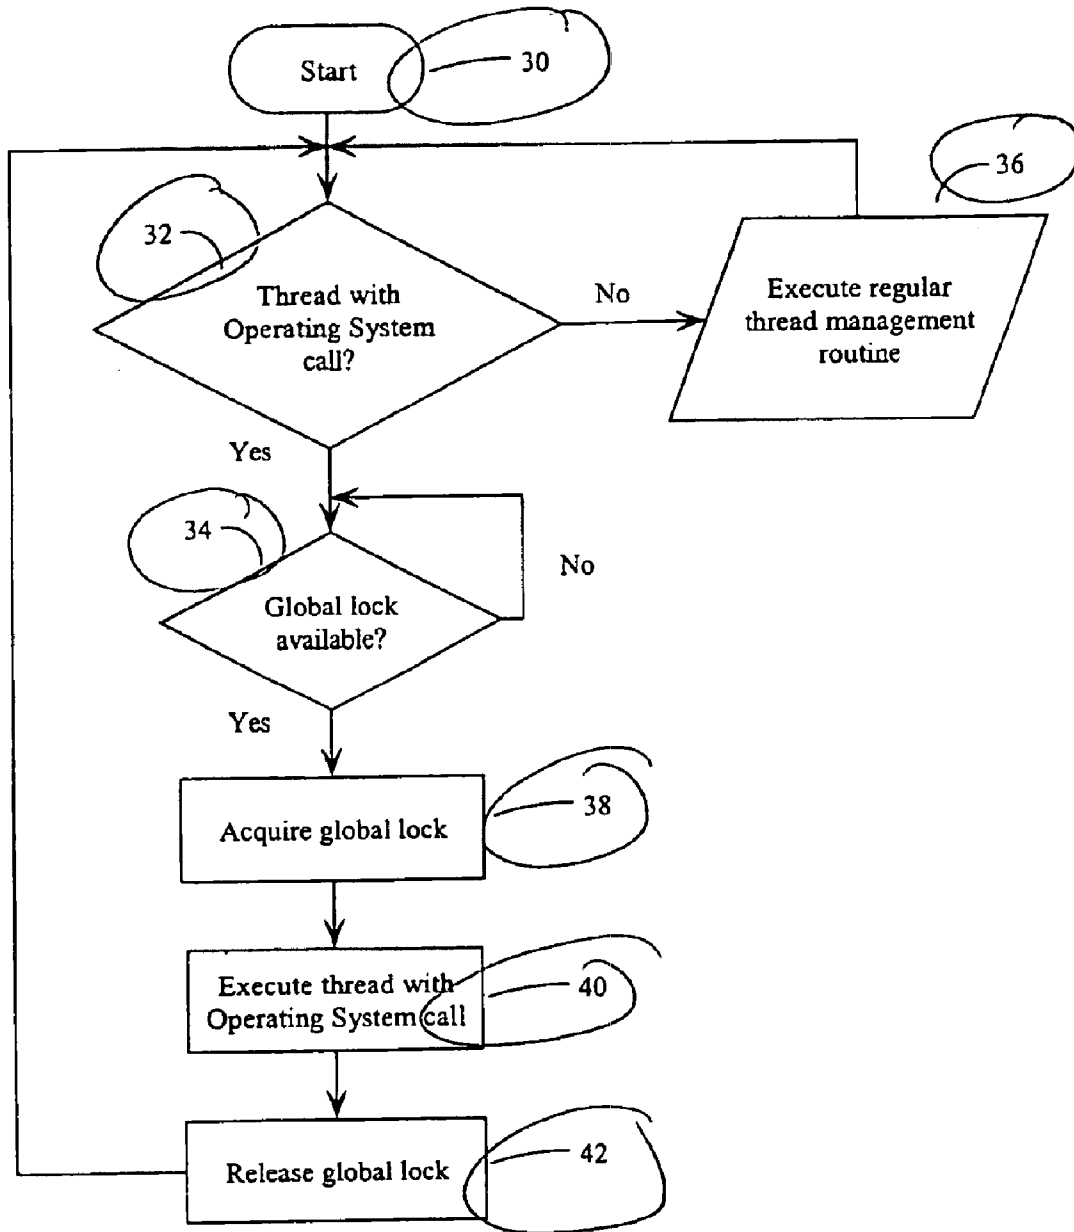 Start
30
36
32
Thread with
Operating System
call?
No
Execute regular
thread management
routine
Yes
34
No
Global lock
available?
Yes
38
Acquire global lock
Execute thread with
Operating System call
40
Release global lock
42